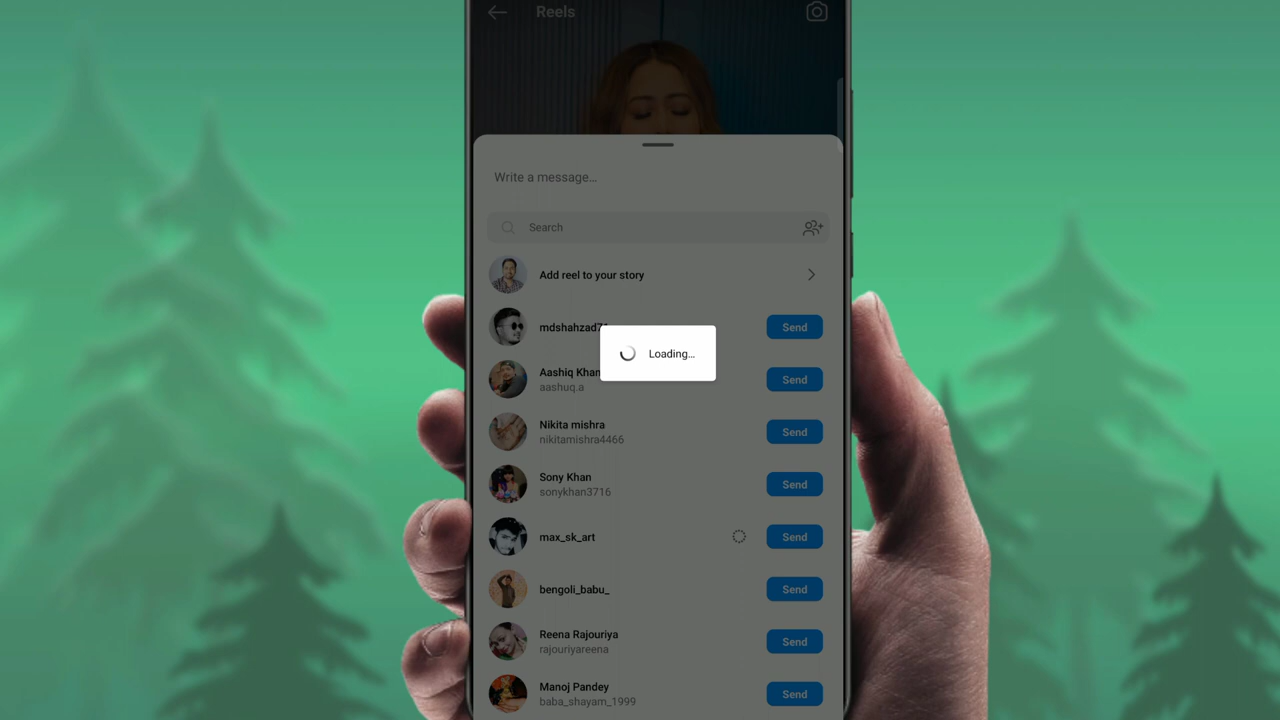 Reels
Write a message...
Search
Add reel to your story
Send
Loading...
Aashiq Khan
Send
aashuq.a
Nikita mishra
Send
nikitamishra4466
Sony Khan
Send
sonykhan3716
max_sk_art
Send
bengoli_babu_
Send
Reena Rajouriya
Send
rajouriyareena
Manoj Pandey
Send
baba_shayam_1999